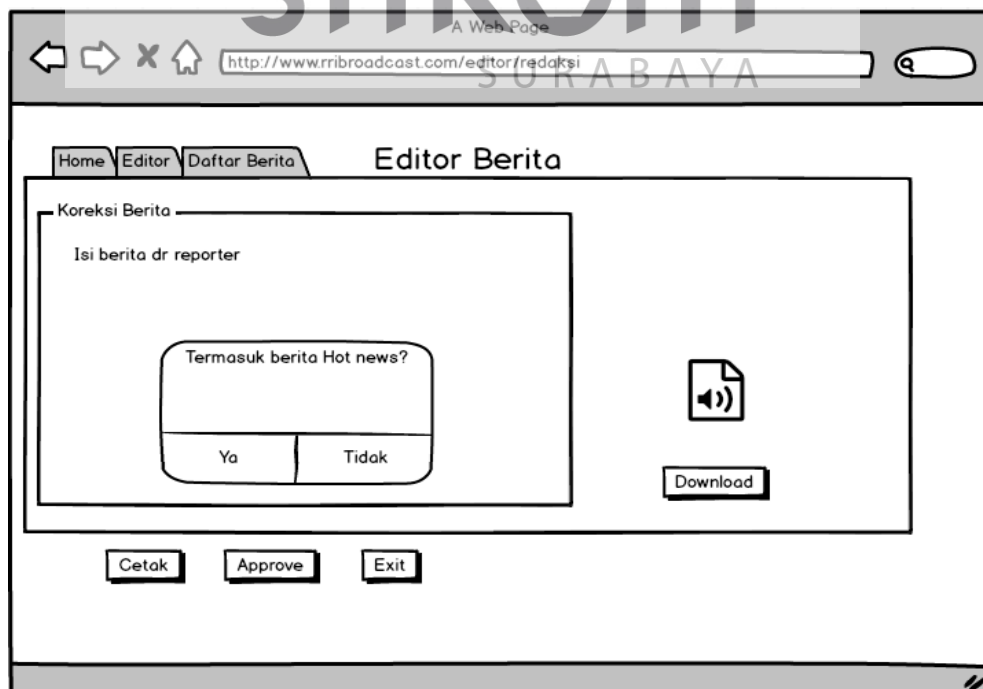 A Web Page
http://www.rribroadcast.com/editor/redaksi
SURABAYA
Home Editor Daftar Berita
Editor Berita
Koreksi Berita
Isi berita dr reporter
Termasuk berita Hot news?
Ya Tidak
Download
Cetak Approve Exit